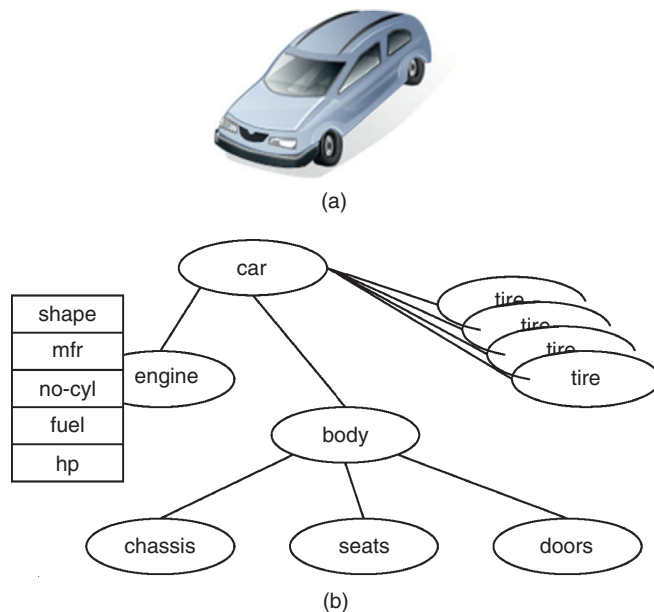 (a)
car
shape
mfr
no-cyl
fuel
hp
engine
tire
tire
tire
tire
body
chassis
seats
doors
(b)